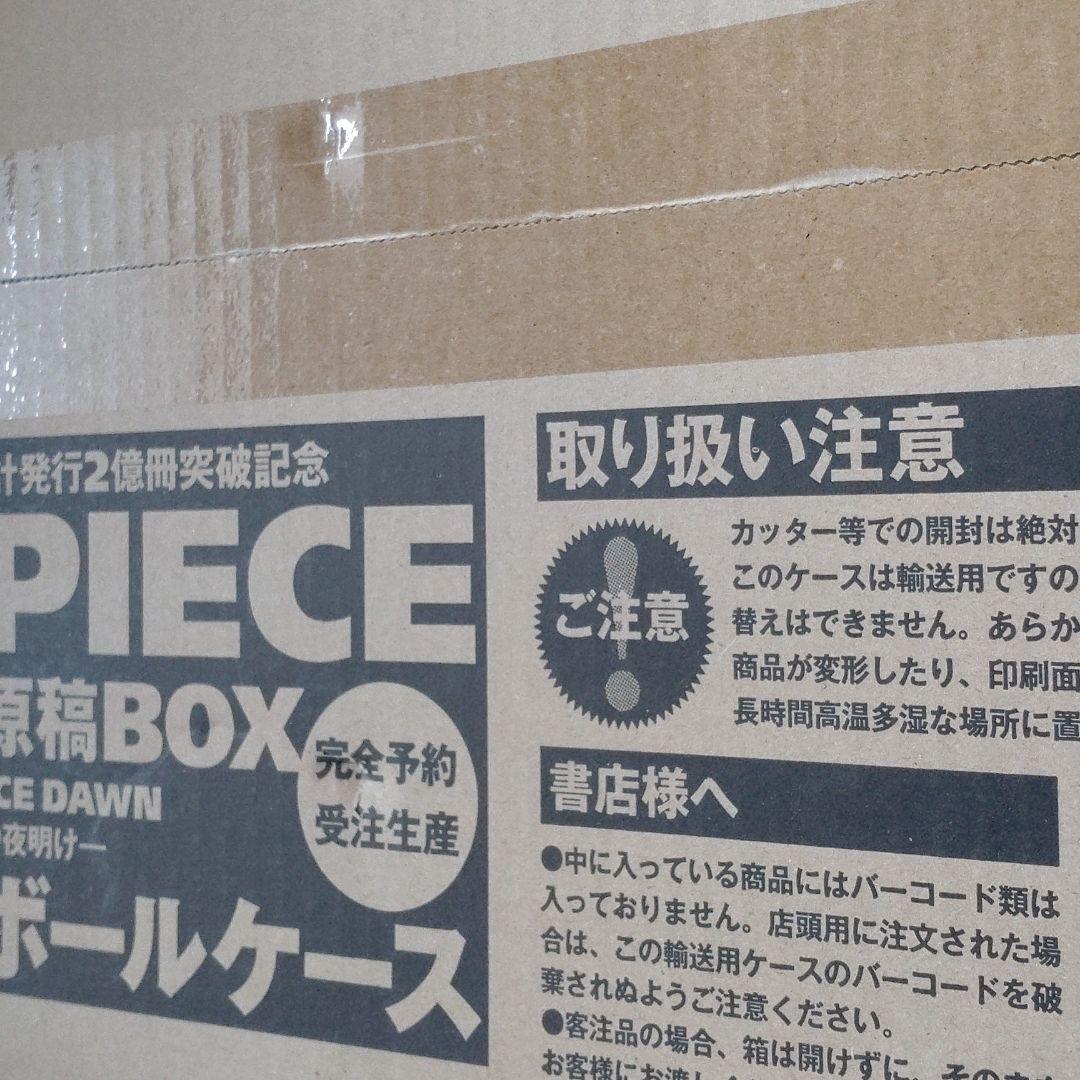 計発行2億冊突破記念
PIECE
原稿BOX
CE DAWN
夜明け―
完全予約
受注生産
ボールケース
取り扱い注意
ご注意
カッター等での開封は絶対
このケースは輸送用ですの
替えはできません。あらか
商品が変形したり、印刷面
長時間高温多湿な場所に置
書店様へ
●中に入っている商品にはバーコード類は
入っておりません。店頭用に注文された場
合は、この輸送用ケースのバーコードを破
棄されぬようご注意ください。
●客注品の場合、箱は開けずに、その
お客様にお渡し